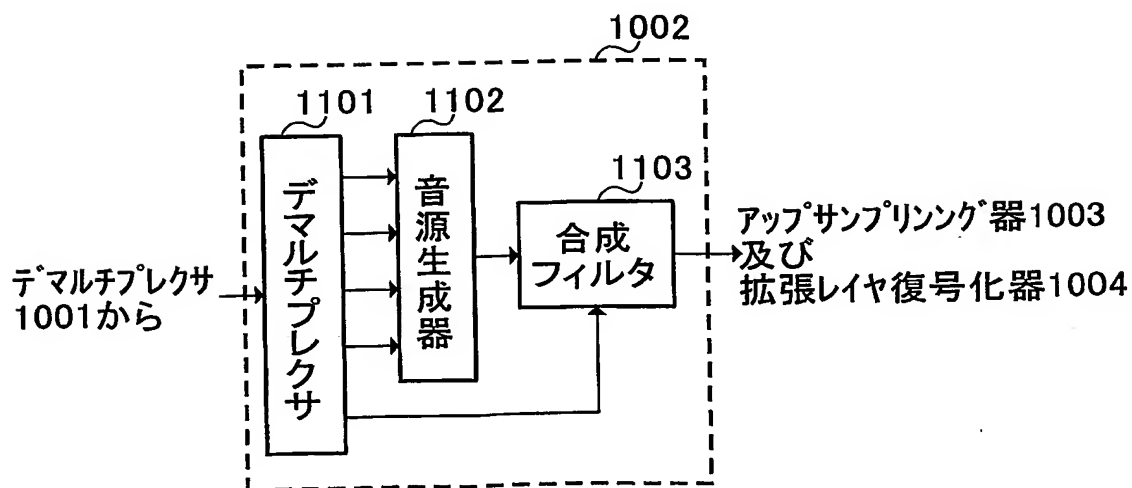 1002
1101
1102
1103
デマルチプレクサ
音源生成器
合成
フィルタ
デマルチプレクサ
1001から
アップサンプリンング器1003
及び
拡張レイヤ復号化器1004